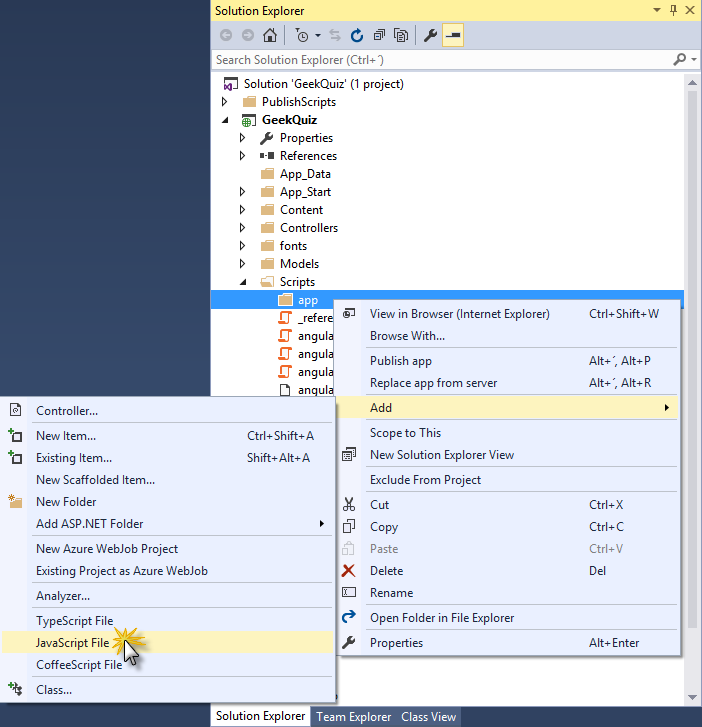 Solution Explorer
Search Solution Explorer (Ctrl+´)
Solution 'GeekQuiz' (1 project)
PublishScripts
GeekQuiz
Properties
References
App_Data
App_Start
Content
Controllers
fonts
Models
Scripts
app
_refere
angula
angula
angula
angula
View in Browser (Internet Explorer) Ctrl+Shift+W
Browse With...
Publish app Alt+´, Alt+P
Replace app from server Alt+´, Alt+R
Add
Scope to This
New Solution Explorer View
Exclude From Project
Cut Ctrl+X
Copy Ctrl+C
Paste Ctrl+V
Delete Del
Rename
Open Folder in File Explorer
Properties Alt+Enter
Controller...
New Item... Ctrl+Shift+A
Existing Item... Shift+Alt+A
New Scaffolded Item...
New Folder
Add ASP.NET Folder
New Azure WebJob Project
Existing Project as Azure WebJob
Analyzer...
TypeScript File
JavaScript File
CoffeeScript File
Class...
Solution Explorer Team Explorer Class View